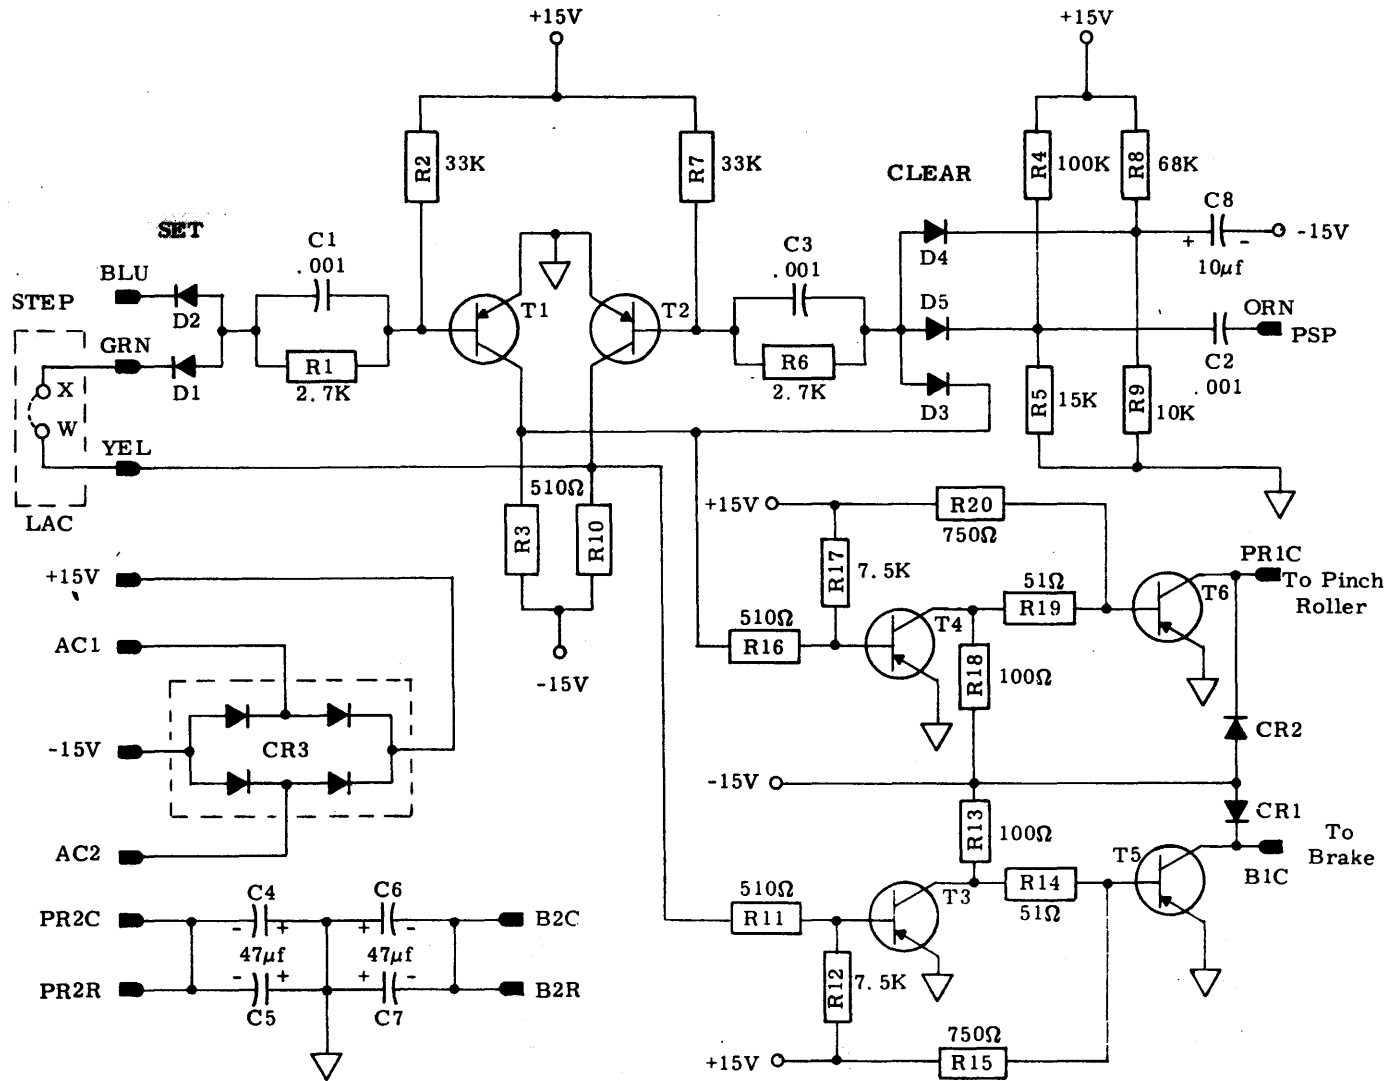 +15V +15V
R2 33K R7 33K CLEAR R4 100K R8 68K
SET C1 .001 C3 .001 C8
+ - -15V
10µf
BLU D4
STEP D2 T1 T2 D5 ORN
GRN PSP
R1 R6 C2
X D1 2.7K 2.7K D3 R5 15K R9 10K .001
W
YEL
LAC
510Ω
R3 R10
+15V R20
750Ω
R17 7.5K
PR1C
To Pinch
Roller
+15V
51Ω
R19 T6
510Ω T4
R16
R18 100Ω
AC1
-15V
-15V CR3
CR2
-15V
R13 100Ω CR1
To
Brake
AC2
T5
R14
51Ω
B1C
510Ω
R11 T3
C4 C6
PR2C - + + - B2C
47µf 47µf
R12 7.5K
PR2R - + + - B2R
C5 C7
750Ω
+15V R15